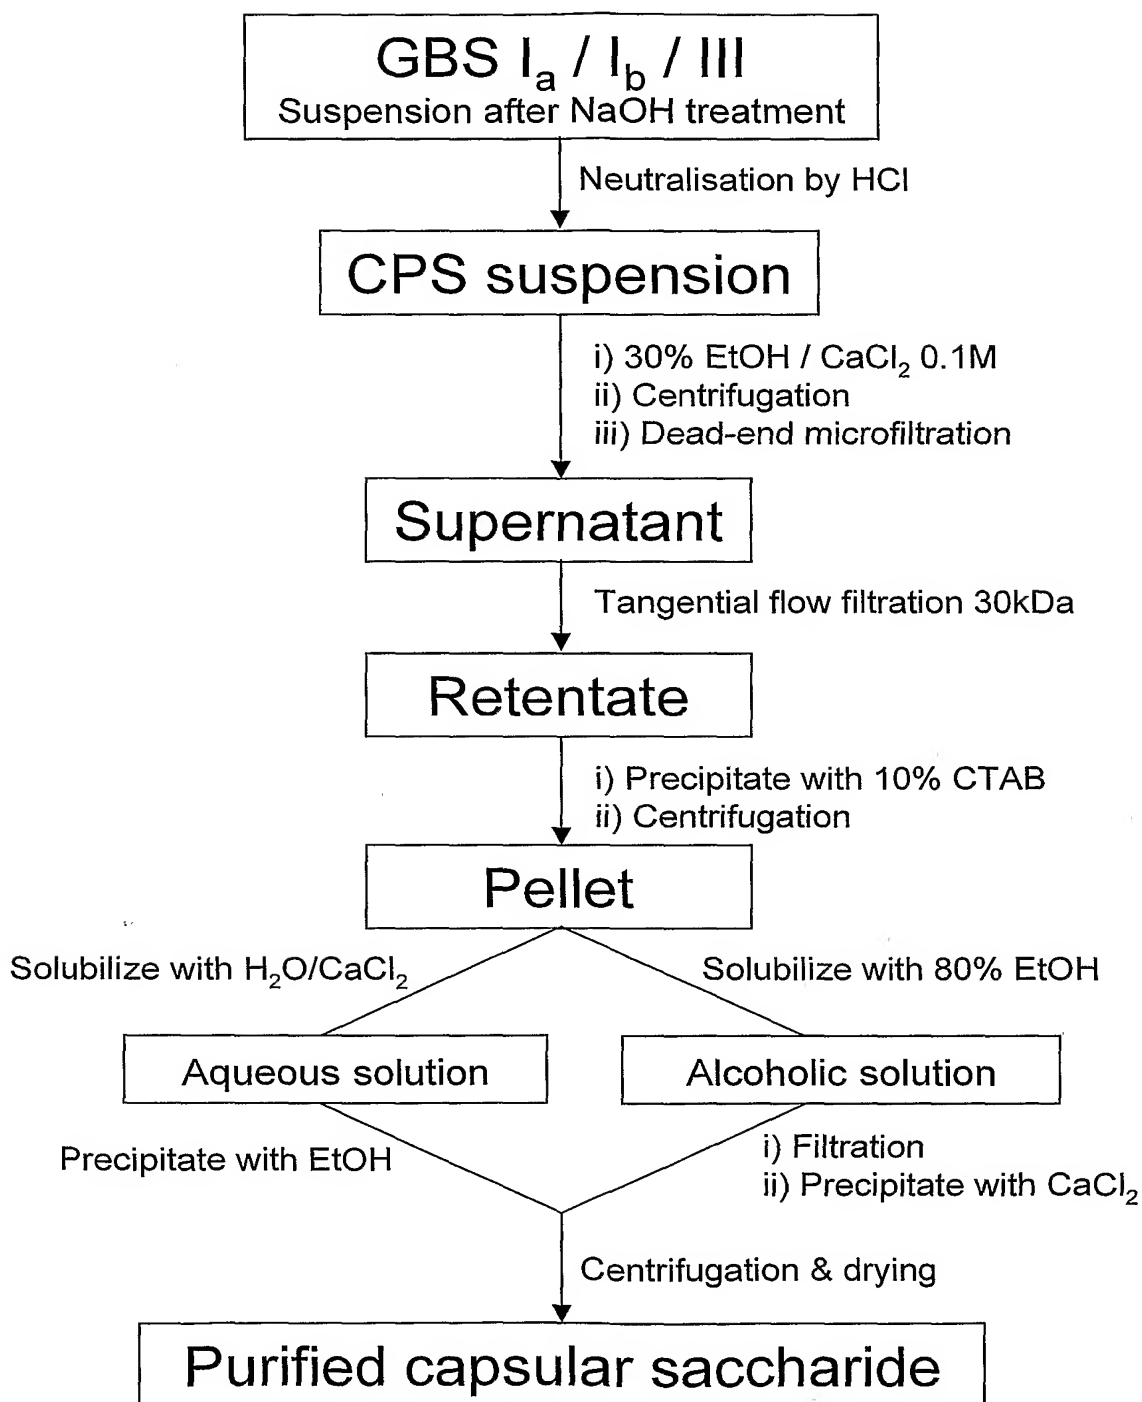 GBS Iₐ / I_b / III
Suspension after NaOH treatment
Neutralisation by HCl
CPS suspension
i) 30% EtOH / CaCl₂ 0.1M
ii) Centrifugation
iii) Dead-end microfiltration
Supernatant
Tangential flow filtration 30kDa
Retentate
i) Precipitate with 10% CTAB
ii) Centrifugation
Pellet
Solubilize with H₂O/CaCl₂
Solubilize with 80% EtOH
Aqueous solution
Alcoholic solution
Precipitate with EtOH
i) Filtration
ii) Precipitate with CaCl₂
Centrifugation & drying
Purified capsular saccharide